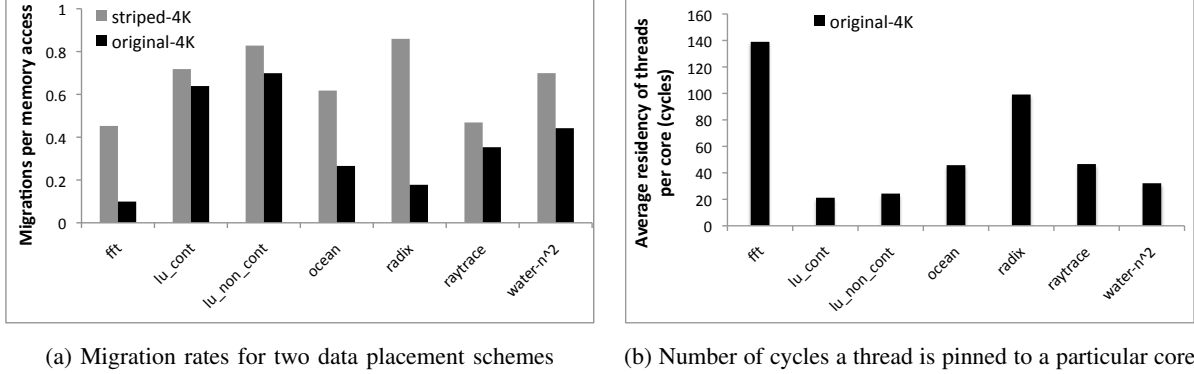 Migrations per memory access
1
0.8
0.6
0.4
0.2
0
striped-4K
original-4K
fft
lu_cont
lu_non_cont
ocean
radix
raytrace
water-n^2
(a) Migration rates for two data placement schemes
Average residency of threads
per core (cycles)
160
140
120
100
80
60
40
20
0
original-4K
fft
lu_cont
lu_non_cont
ocean
radix
raytrace
water-n^2
(b) Number of cycles a thread is pinned to a particular core